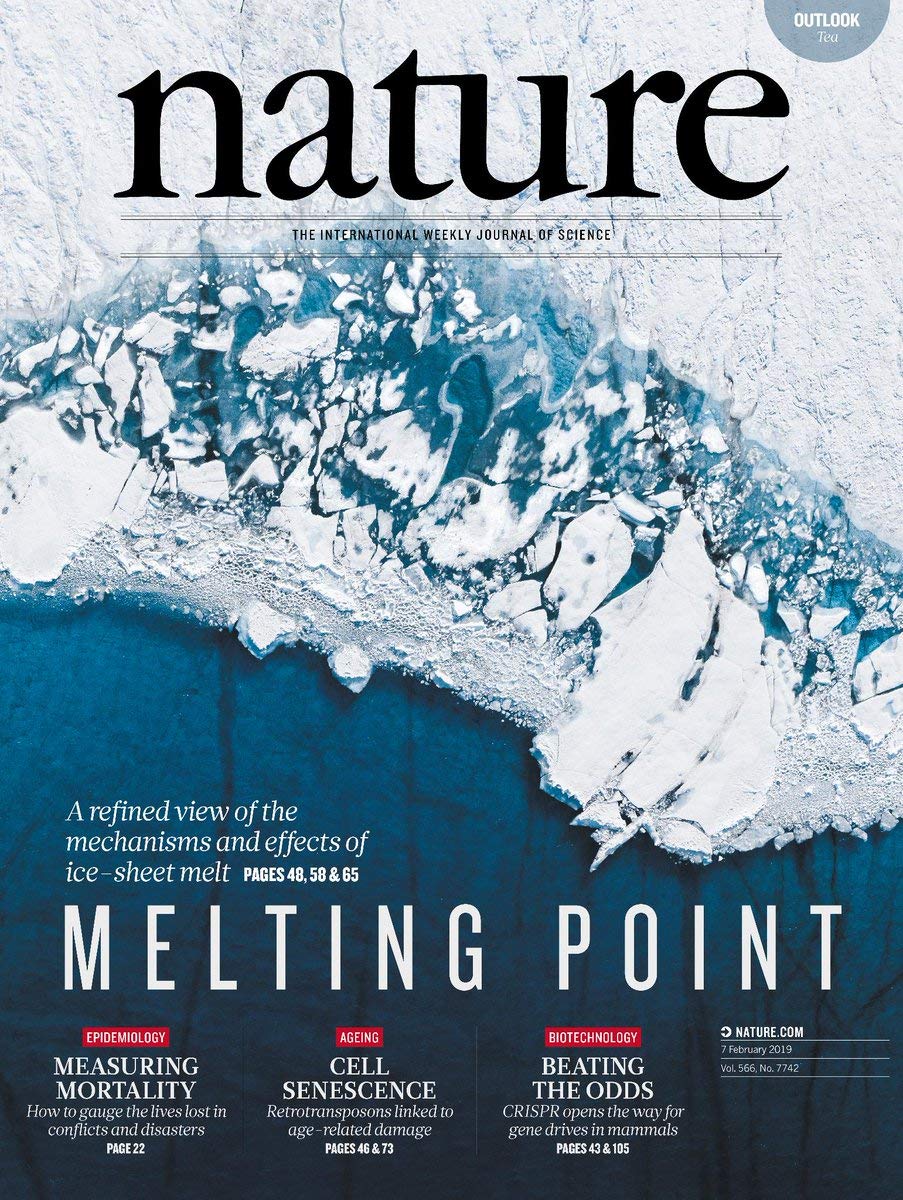 OUTLOOK
Tea
nature
THE INTERNATIONAL WEEKLY JOURNAL OF SCIENCE
A refined view of the
mechanisms and effects of
ice-sheet melt PAGES 48, 58 & 65
MELTING POINT
EPIDEMIOLOGY
MEASURING
MORTALITY
How to gauge the lives lost in
conflicts and disasters
PAGE 22
AGEING
CELL
SENESCENCE
Retrotransposons linked to
age-related damage
PAGES 46 & 73
BIOTECHNOLOGY
BEATING
THE ODDS
CRISPR opens the way for
gene drives in mammals
PAGES 43 & 105
NATURE.COM
7 February 2019
Vol. 566, No. 7742